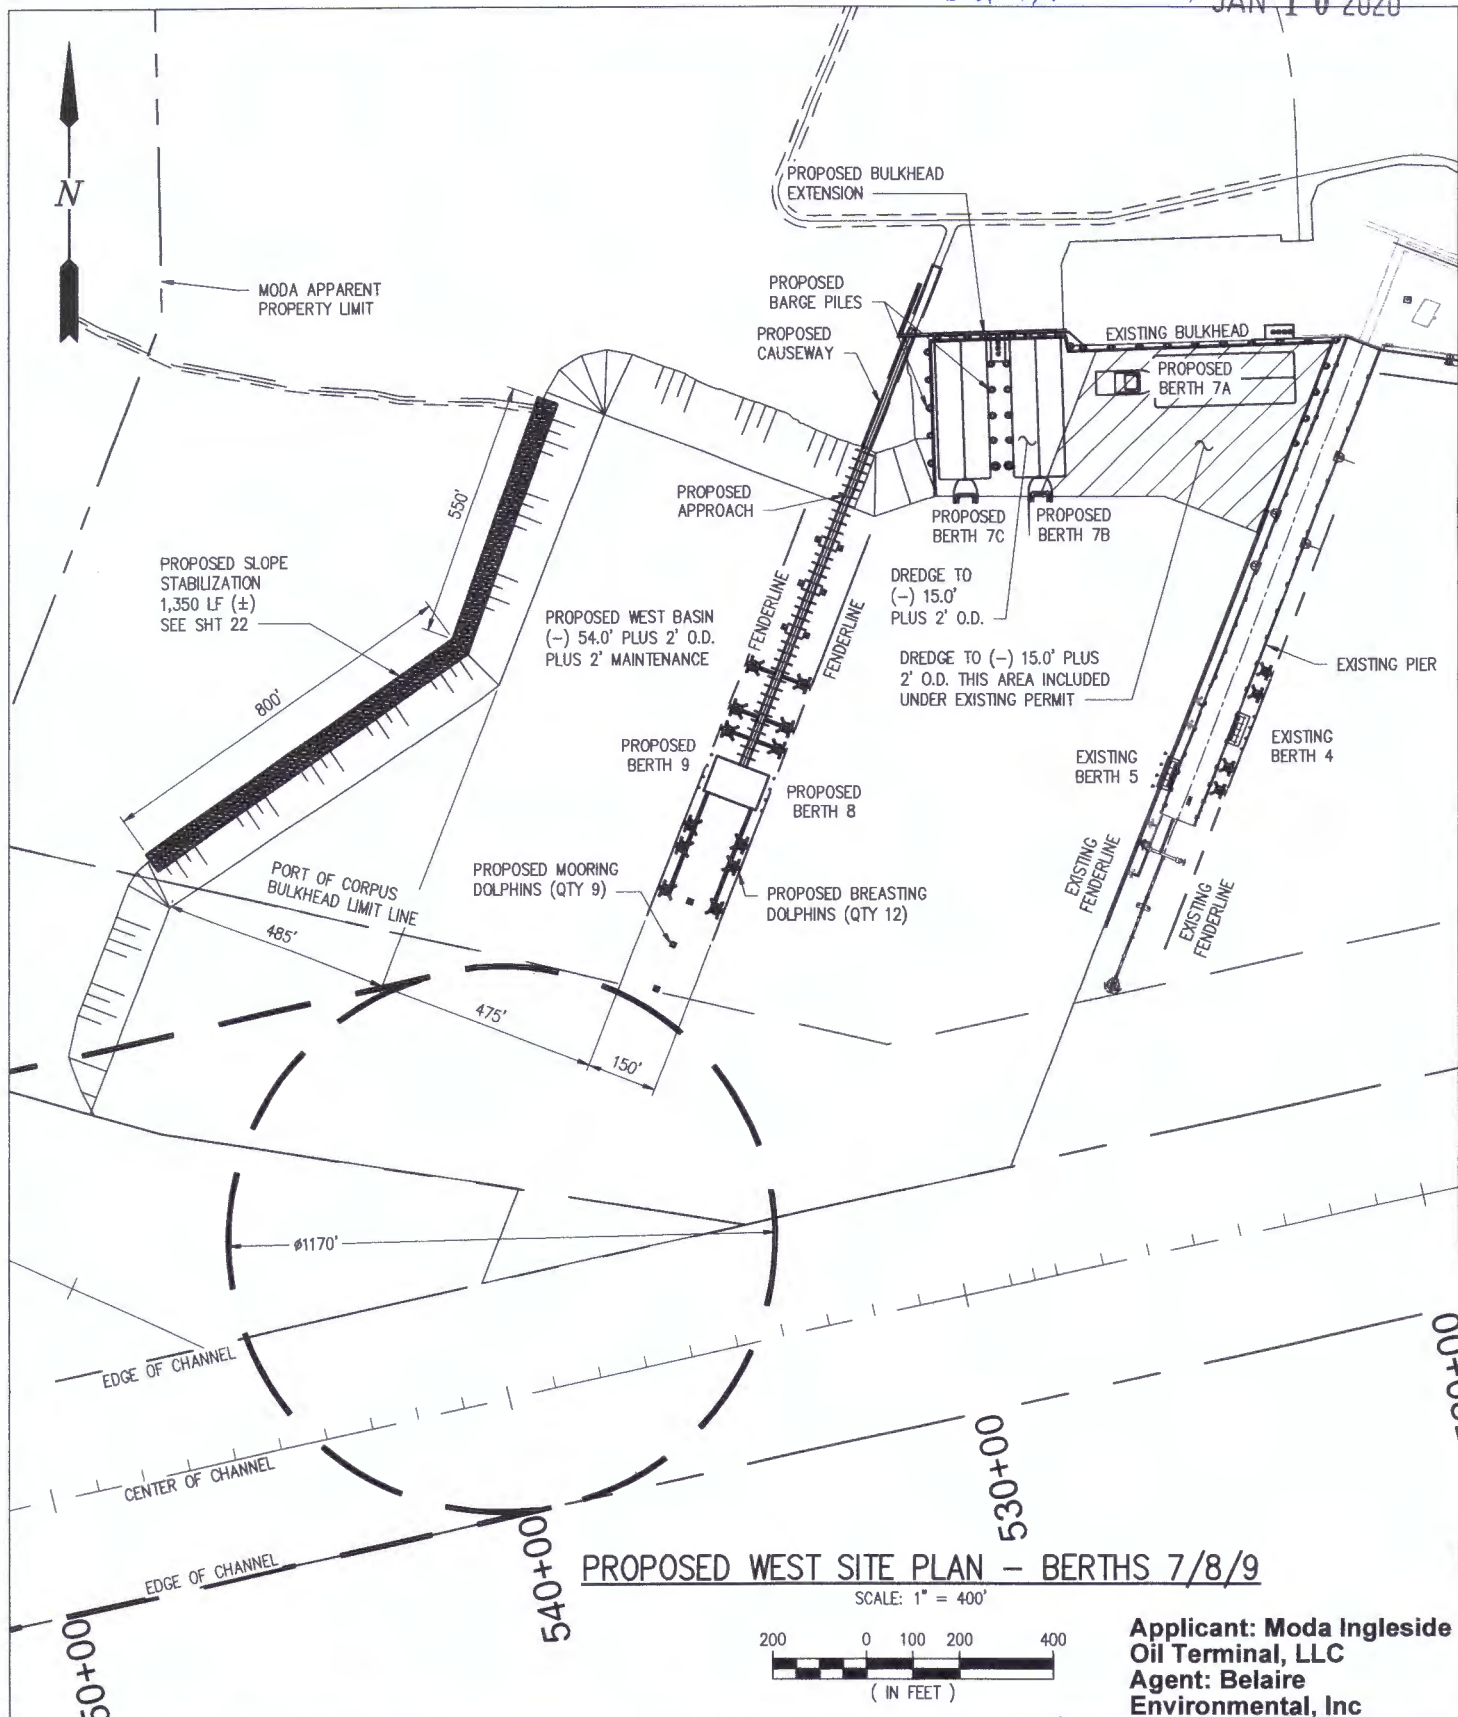 JAN 10 2020
N
PROPOSED BULKHEAD
EXTENSION
MODA APPARENT
PROPERTY LIMIT
PROPOSED
BARGE PILES
PROPOSED
CAUSEWAY
EXISTING BULKHEAD
PROPOSED
BERTH 7A
550'
PROPOSED
APPROACH
PROPOSED
BERTH 7C
PROPOSED
BERTH 7B
PROPOSED SLOPE
STABILIZATION
1,350 LF (±)
SEE SHT 22
PROPOSED WEST BASIN
(-) 54.0' PLUS 2' O.D.
PLUS 2' MAINTENANCE
FENDERLINE
FENDERLINE
DREDGE TO
(-) 15.0'
PLUS 2' O.D.
DREDGE TO (-) 15.0' PLUS
2' O.D. THIS AREA INCLUDED
UNDER EXISTING PERMIT
EXISTING PIER
800'
PROPOSED
BERTH 9
PROPOSED
BERTH 8
EXISTING
BERTH 5
EXISTING
BERTH 4
PORT OF CORPUS
BULKHEAD LIMIT LINE
PROPOSED MOORING
DOLPHINS (QTY 9)
PROPOSED BREASTING
DOLPHINS (QTY 12)
EXISTING
FENDERLINE
EXISTING
FENDERLINE
485'
475'
150'
ø1170'
EDGE OF CHANNEL
CENTER OF CHANNEL
EDGE OF CHANNEL
540+00
530+00
PROPOSED WEST SITE PLAN – BERTHS 7/8/9
SCALE: 1" = 400'
200 0 100 200 400
( IN FEET )
Applicant: Moda Ingleside
Oil Terminal, LLC
Agent: Belaire
Environmental, Inc